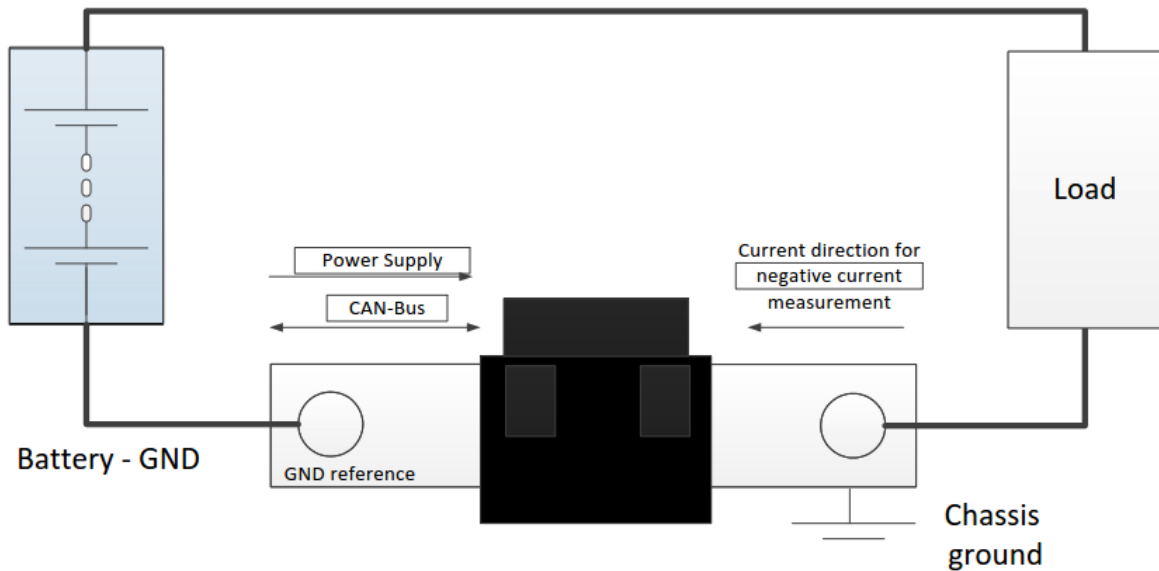 Power Supply
CAN-Bus
Current direction for
negative current
measurement
Load
Battery - GND
GND reference
Chassis
ground